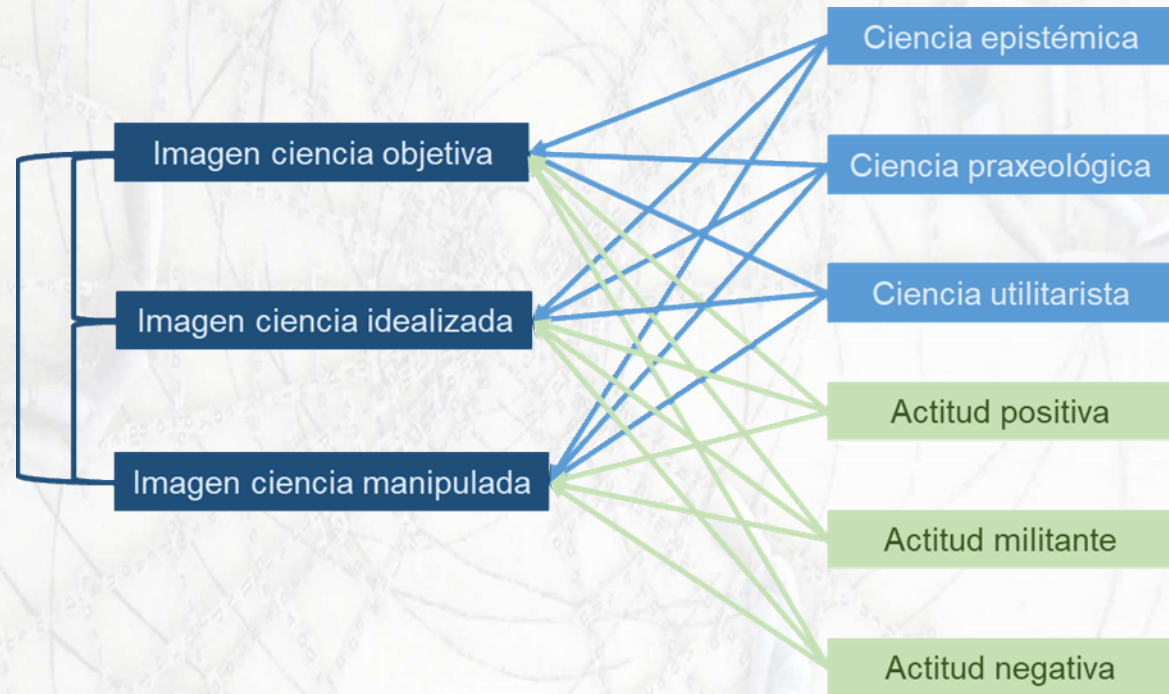 Imagen ciencia objetiva
Imagen ciencia idealizada
Imagen ciencia manipulada
Ciencia epistémica
Ciencia praxeológica
Ciencia utilitarista
Actitud positiva
Actitud militante
Actitud negativa